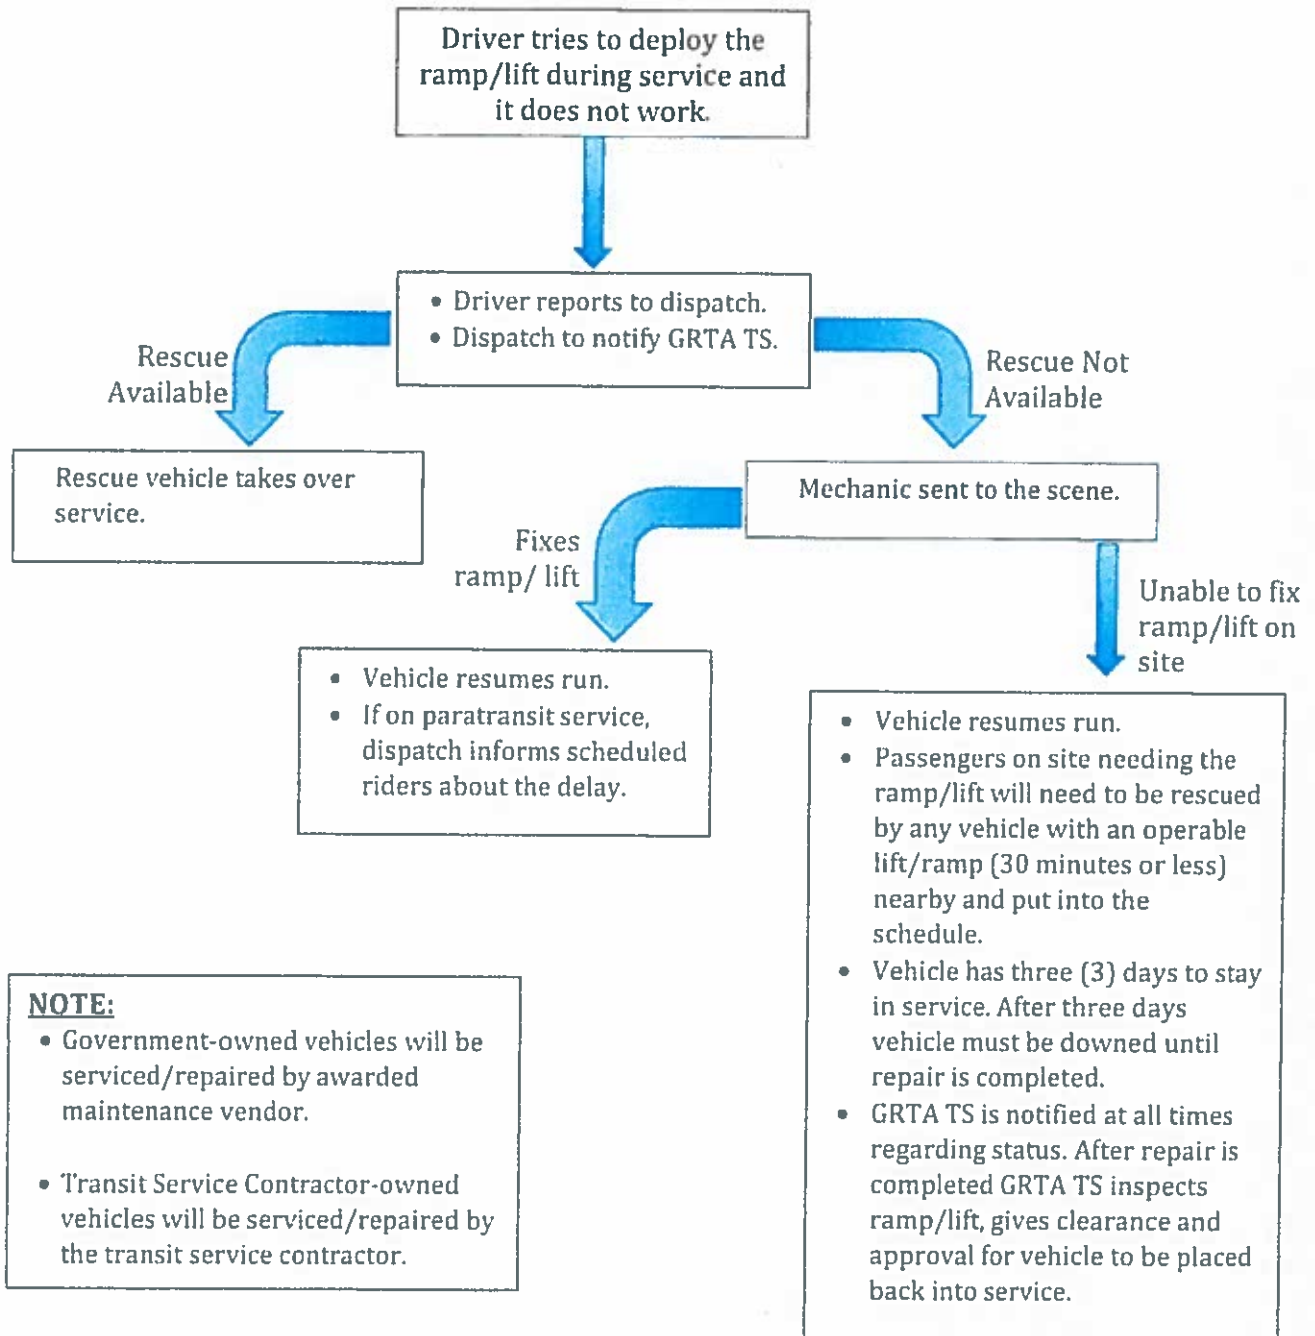 Driver tries to deploy the
ramp/lift during service and
it does not work.
• Driver reports to dispatch.
• Dispatch to notify GRTA TS.
Rescue
Available
Rescue Not
Available
Rescue vehicle takes over
service.
Mechanic sent to the scene.
Fixes
ramp/ lift
Unable to fix
ramp/lift on
site
• Vehicle resumes run.
• If on paratransit service,
dispatch informs scheduled
riders about the delay.
• Vehicle resumes run.
• Passengers on site needing the
ramp/lift will need to be rescued
by any vehicle with an operable
lift/ramp (30 minutes or less)
nearby and put into the
schedule.
• Vehicle has three (3) days to stay
in service. After three days
vehicle must be downed until
repair is completed.
• GRTA TS is notified at all times
regarding status. After repair is
completed GRTA TS inspects
ramp/lift, gives clearance and
approval for vehicle to be placed
back into service.
NOTE:
• Government-owned vehicles will be
serviced/repaired by awarded
maintenance vendor.
• Transit Service Contractor-owned
vehicles will be serviced/repaired by
the transit service contractor.